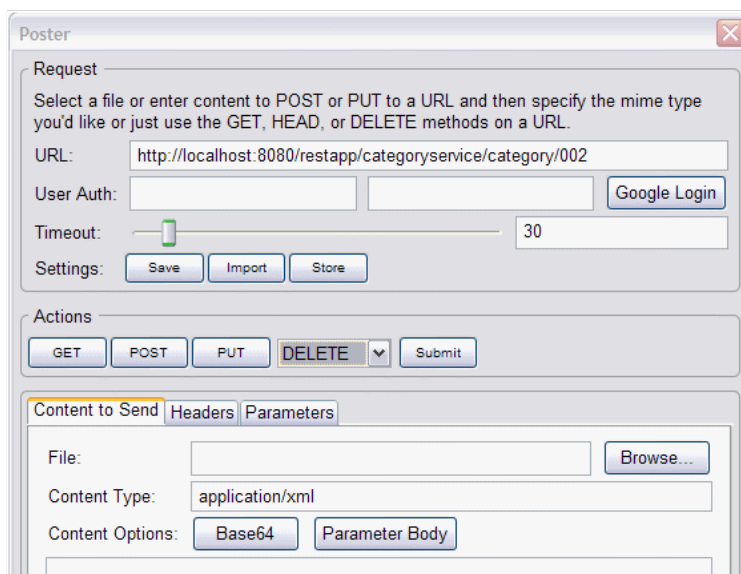 Poster
Request
Select a file or enter content to POST or PUT to a URL and then specify the mime type
you'd like or just use the GET, HEAD, or DELETE methods on a URL.
URL: http://localhost:8080/restapp/categoryservice/category/002
User Auth: Google Login
Timeout: 30
Settings: Save Import Store
Actions
GET POST PUT DELETE Submit
Content to Send Headers Parameters
File: Browse...
Content Type: application/xml
Content Options: Base64 Parameter Body